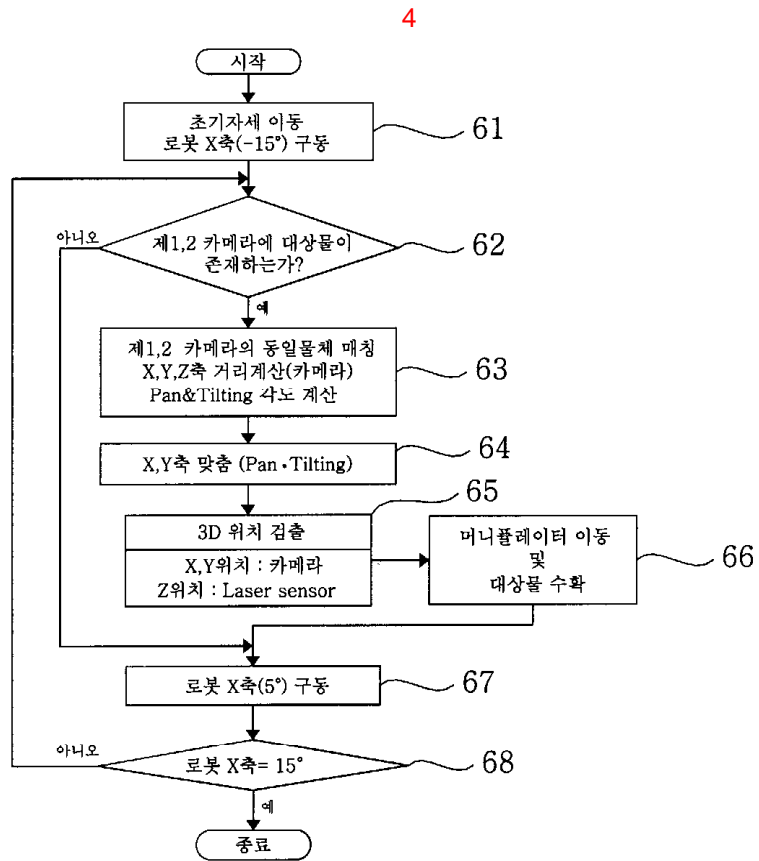 4
시작
초기자세 이동
로봇 X축(-15°) 구동
61
제1,2 카메라에 대상물이
존재하는가?
62
아니오
예
제1,2 카메라의 동일물체 매칭
X,Y,Z축 거리계산(카메라)
Pan&Tilting 각도 계산
63
X,Y축 맞춤 (Pan·Tilting)
64
65
3D 위치 검출
X,Y위치 : 카메라
Z위치 : Laser sensor
머니퓰레이터 이동
및
대상물 수확
66
로봇 X축(5°) 구동
67
아니오
로봇 X축= 15°
68
예
종료